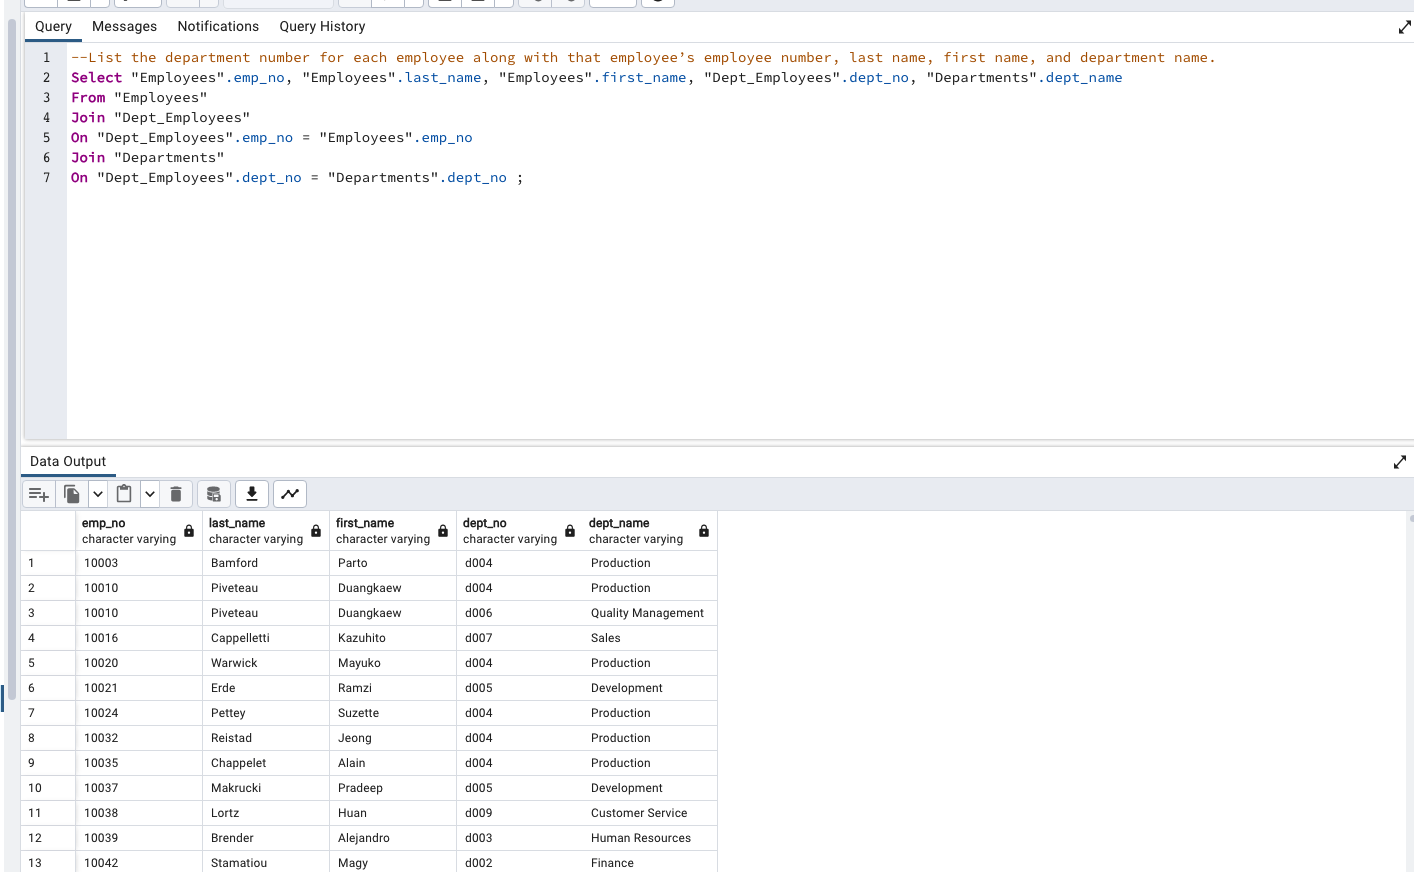 Query Messages Notifications Query History
1 --List the department number for each employee along with that employee’s employee number, last name, first name, and department name.
2 Select "Employees".emp_no, "Employees".last_name, "Employees".first_name, "Dept_Employees".dept_no, "Departments".dept_name
3 From "Employees"
4 Join "Dept_Employees"
5 On "Dept_Employees".emp_no = "Employees".emp_no
6 Join "Departments"
7 On "Dept_Employees".dept_no = "Departments".dept_no ;
Data Output
emp_no last_name first_name dept_no dept_name
character varying character varying character varying character varying character varying
1 10003 Bamford Parto d004 Production
2 10010 Piveteau Duangkaew d004 Production
3 10010 Piveteau Duangkaew d006 Quality Management
4 10016 Cappelletti Kazuhito d007 Sales
5 10020 Warwick Mayuko d004 Production
6 10021 Erde Ramzi d005 Development
7 10024 Pettey Suzette d004 Production
8 10032 Reistad Jeong d004 Production
9 10035 Chappelet Alain d004 Production
10 10037 Makrucki Pradeep d005 Development
11 10038 Lortz Huan d009 Customer Service
12 10039 Brender Alejandro d003 Human Resources
13 10042 Stamatiou Magy d002 Finance